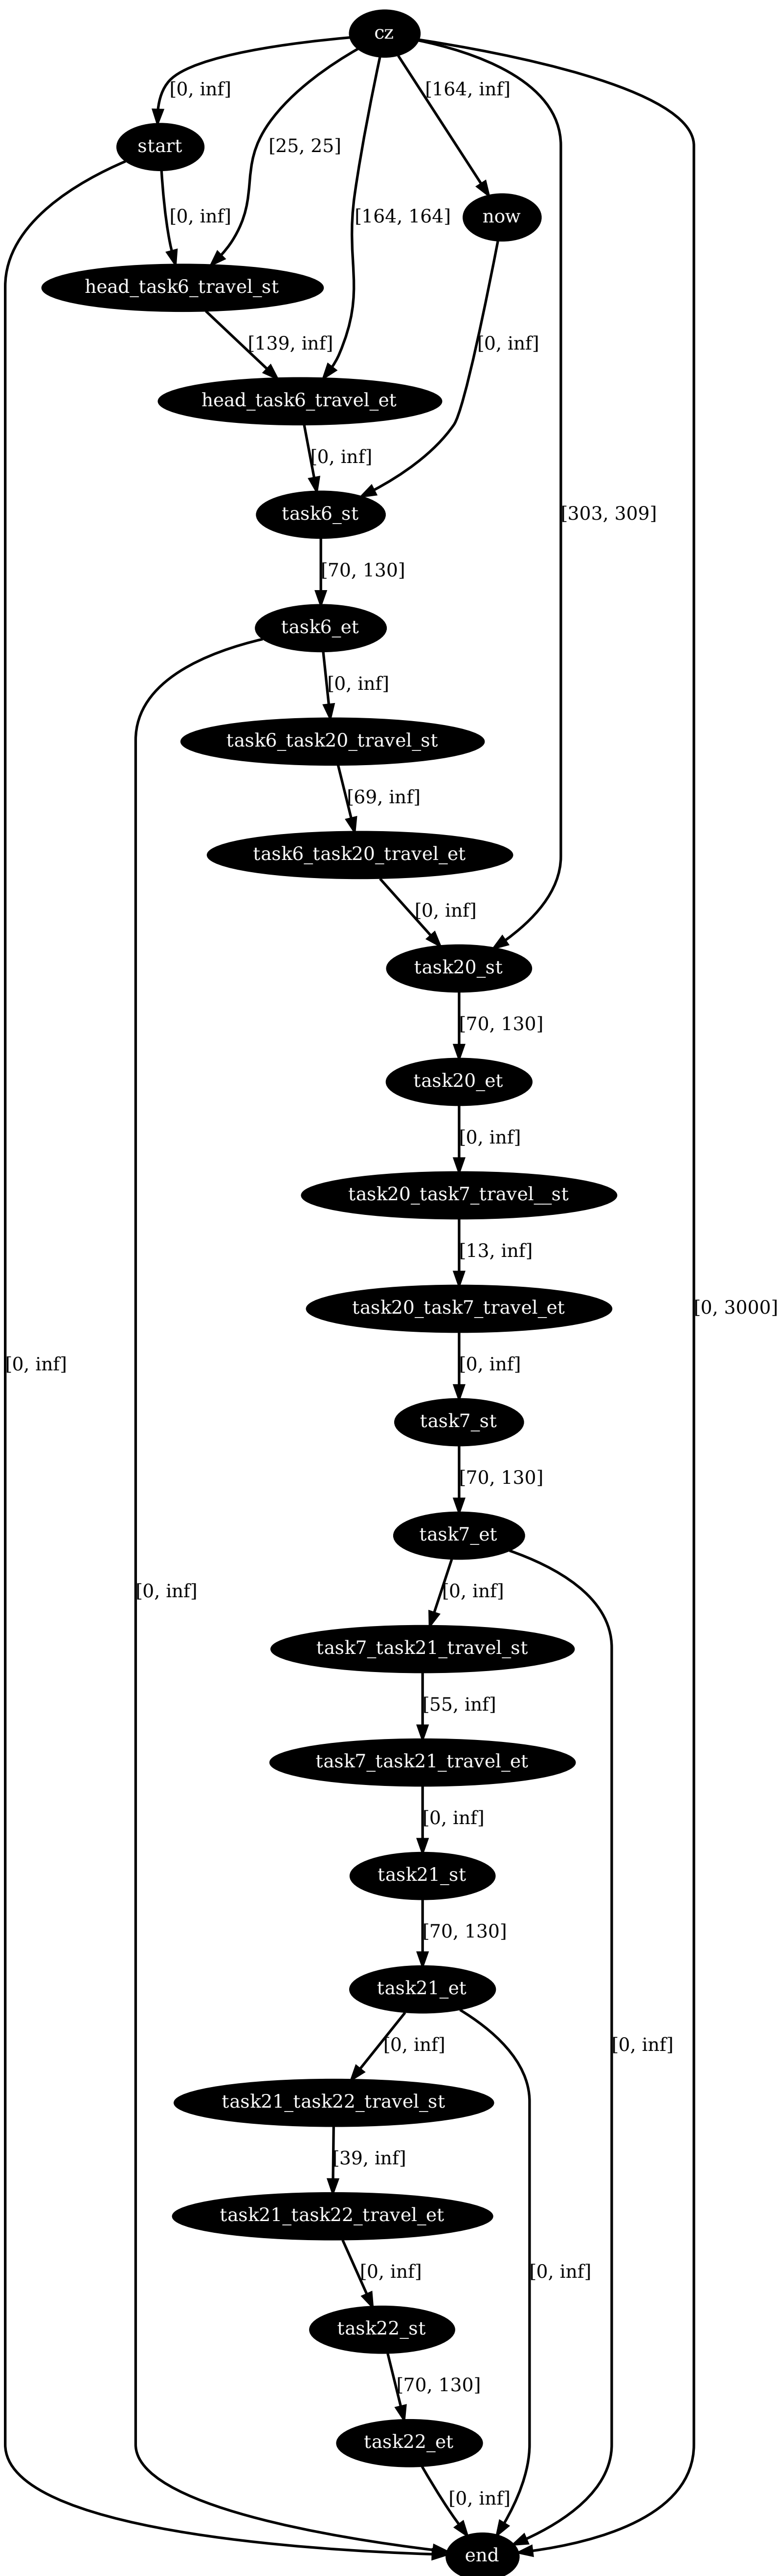 cz
[0, inf]
[164, inf]
start
[25, 25]
[0, inf]
[164, 164]
now
head_task6_travel_st
[139, inf]
[0, inf]
head_task6_travel_et
[0, inf]
task6_st
[303, 309]
[70, 130]
task6_et
[0, inf]
task6_task20_travel_st
[69, inf]
task6_task20_travel_et
[0, inf]
task20_st
[70, 130]
task20_et
[0, inf]
task20_task7_travel__st
[13, inf]
task20_task7_travel_et
[0, 3000]
[0, inf]
[0, inf]
task7_st
[70, 130]
task7_et
[0, inf]
[0, inf]
task7_task21_travel_st
[55, inf]
task7_task21_travel_et
[0, inf]
task21_st
[70, 130]
task21_et
[0, inf]
[0, inf]
task21_task22_travel_st
[39, inf]
task21_task22_travel_et
[0, inf]
[0, inf]
task22_st
[70, 130]
task22_et
[0, inf]
end